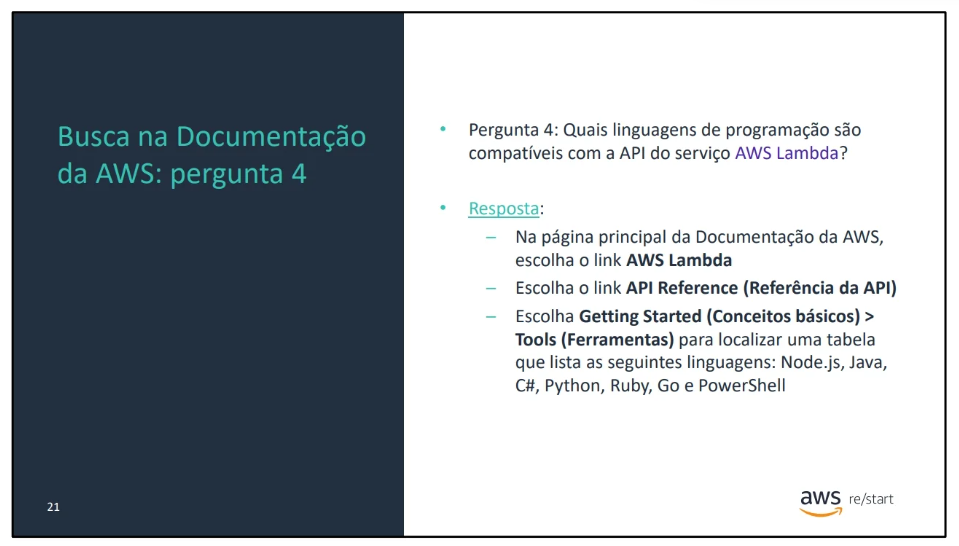 Busca na Documentação
da AWS: pergunta 4
• Pergunta 4: Quais linguagens de programação são
compatíveis com a API do serviço AWS Lambda?
• Resposta:
– Na página principal da Documentação da AWS,
escolha o link AWS Lambda
– Escolha o link API Reference (Referência da API)
– Escolha Getting Started (Conceitos básicos) >
Tools (Ferramentas) para localizar uma tabela
que lista as seguintes linguagens: Node.js, Java,
C#, Python, Ruby, Go e PowerShell
21
aws re/start